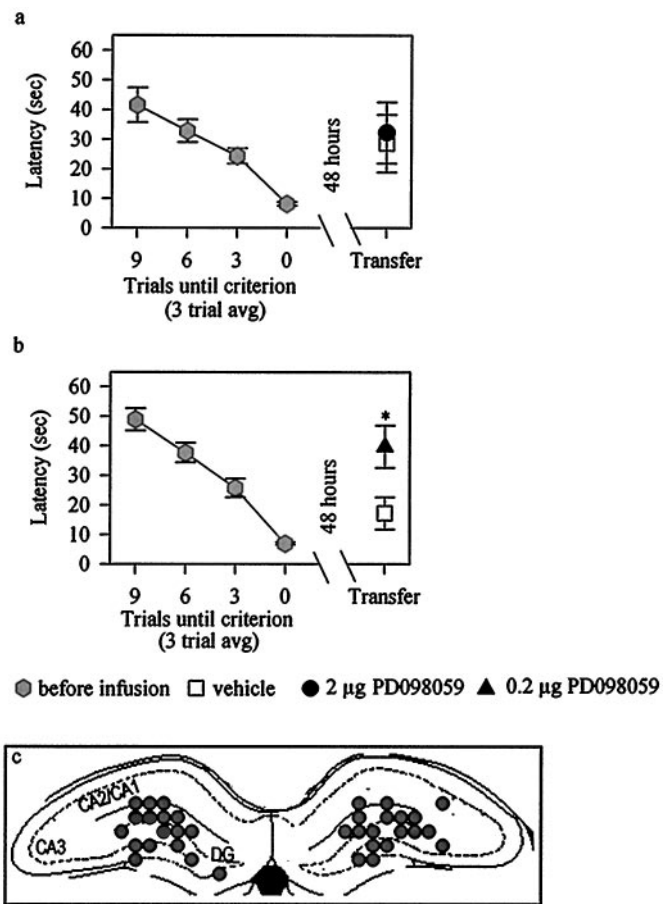 a
60
50
40
30
20
10
0
Latency (sec)
48 hours
9 6 3 0 Transfer
Trials until criterion
(3 trial avg)
b
60
50
40
30
20
10
0
Latency (sec)
*
48 hours
9 6 3 0 Transfer
Trials until criterion
(3 trial avg)
before infusion vehicle 2 µg PD098059 0.2 µg PD098059
c
CA2/CA1
CA3
DG